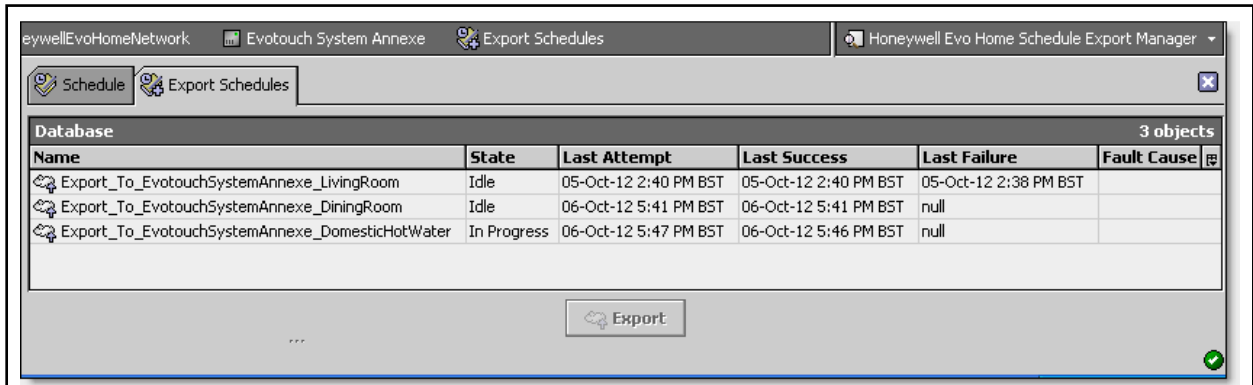 eywellEvoHomeNetwork Evotouch System Annexe Export Schedules Honeywell Evo Home Schedule Export Manager
Schedule Export Schedules
Database 3 objects
Name State Last Attempt Last Success Last Failure Fault Cause
Export_To_EvotouchSystemAnnexe_LivingRoom Idle 05-Oct-12 2:40 PM BST 05-Oct-12 2:40 PM BST 05-Oct-12 2:38 PM BST
Export_To_EvotouchSystemAnnexe_DiningRoom Idle 06-Oct-12 5:41 PM BST 06-Oct-12 5:41 PM BST null
Export_To_EvotouchSystemAnnexe_DomesticHotWater In Progress 06-Oct-12 5:47 PM BST 06-Oct-12 5:46 PM BST null
Export